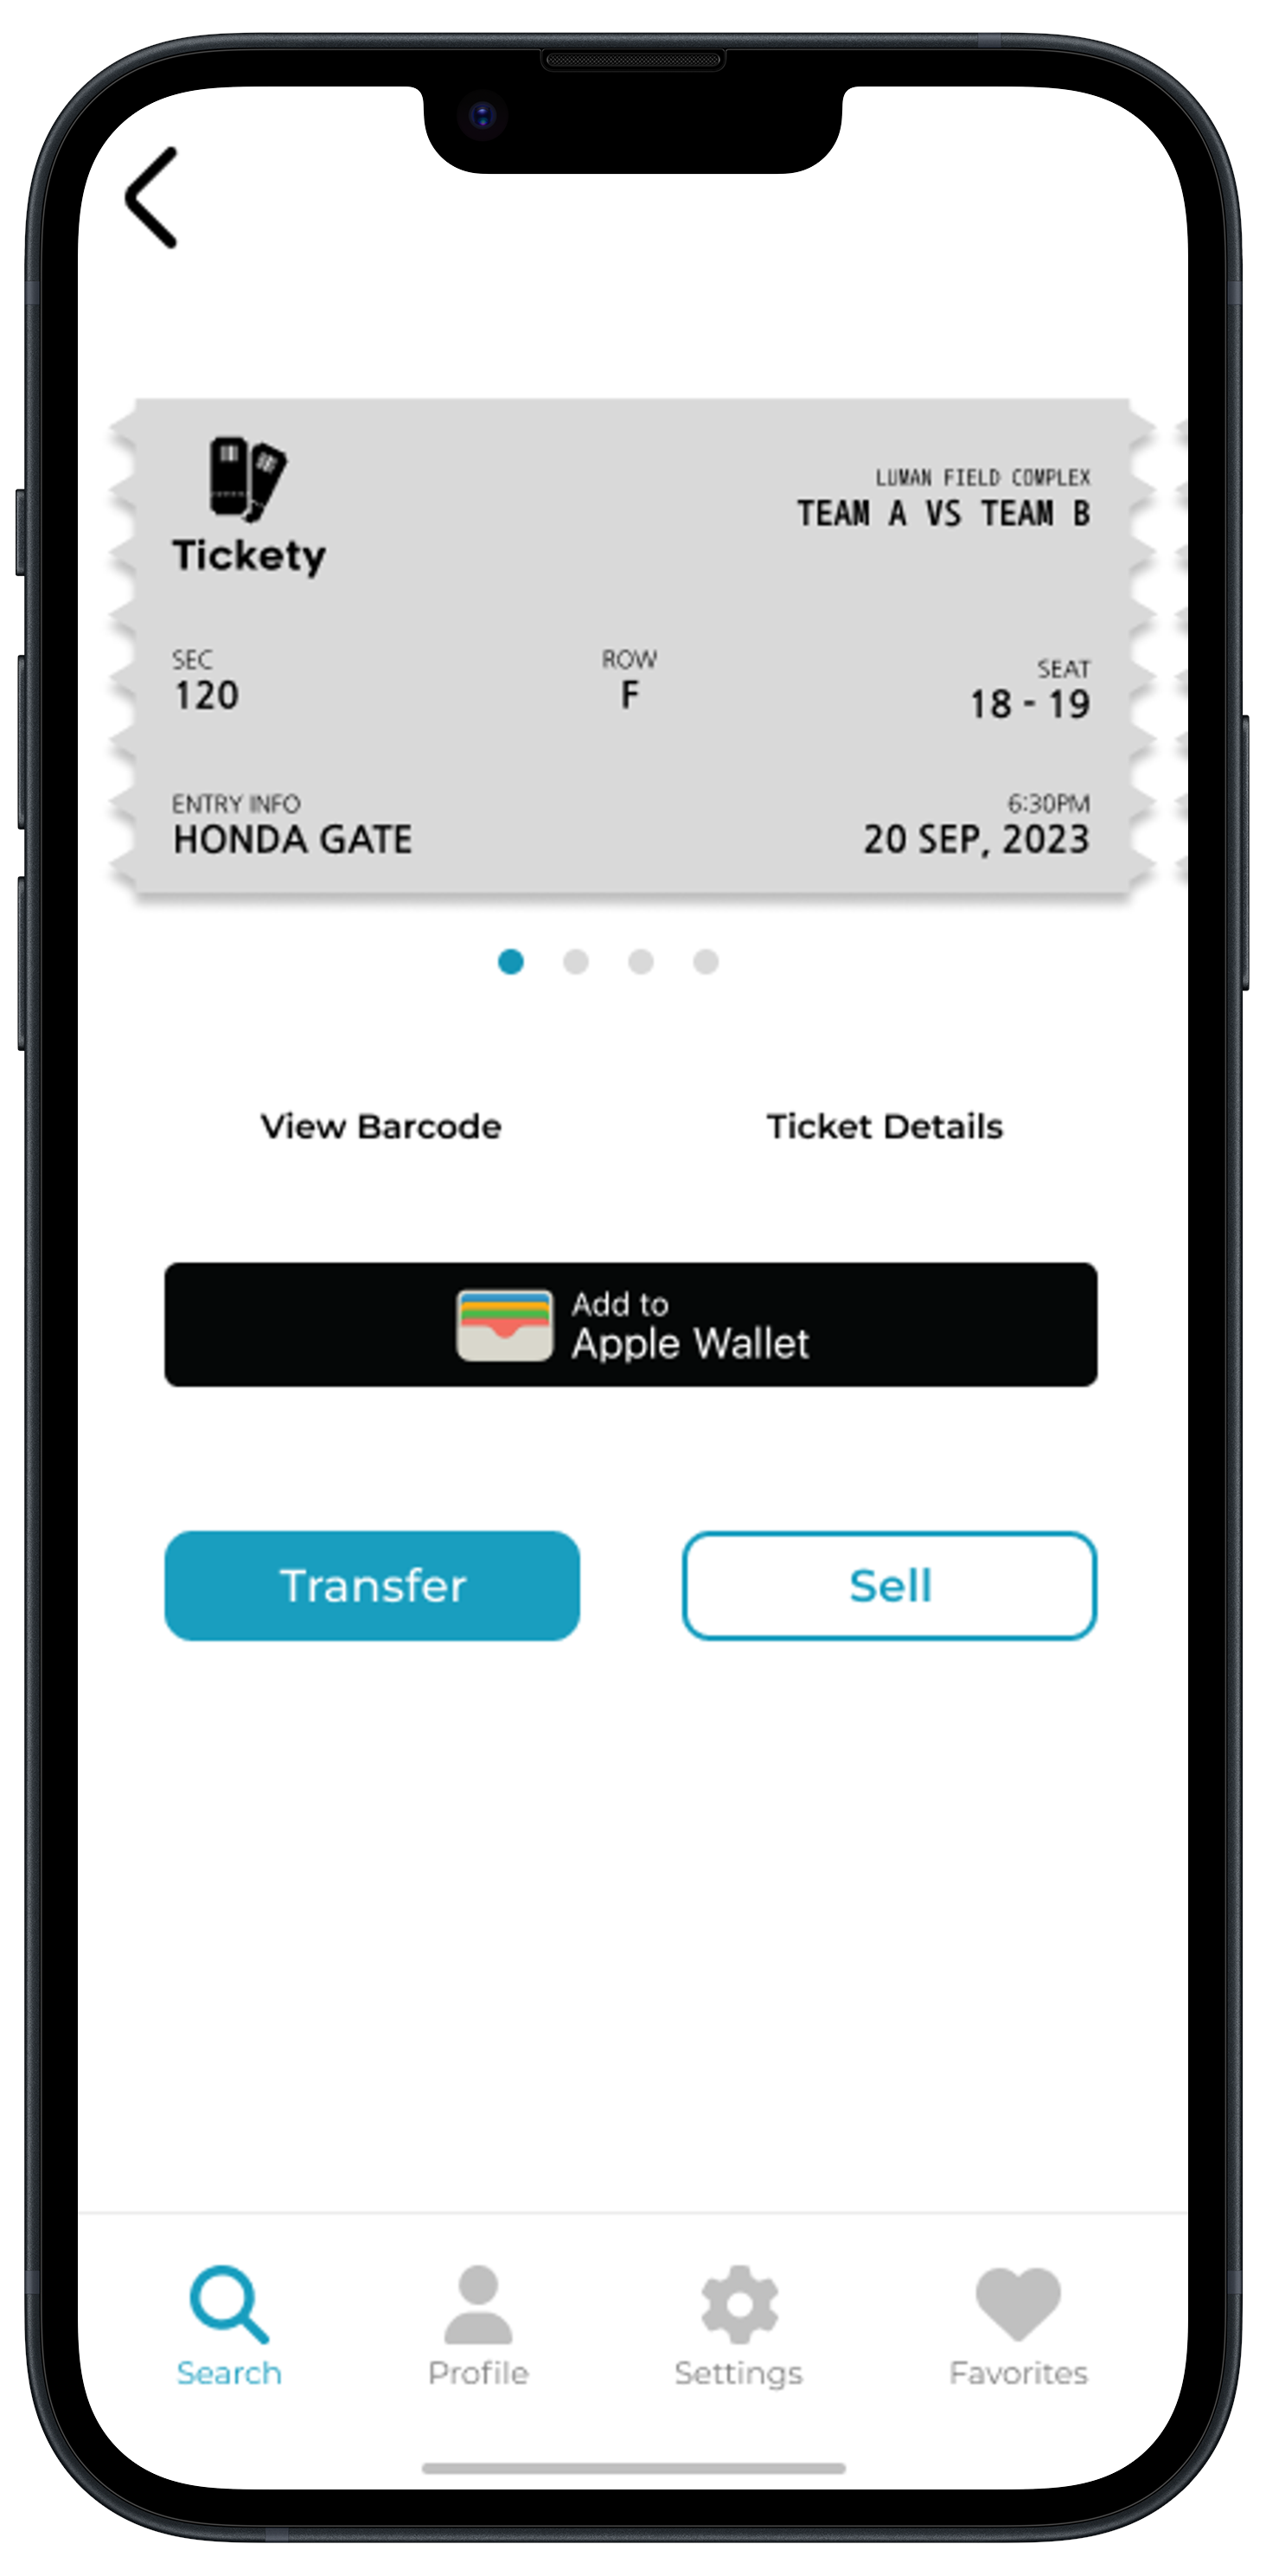 Tickety
LUMAN FIELD COMPLEX
TEAM A VS TEAM B
SEC
120
ROW
F
SEAT
18 - 19
ENTRY INFO
HONDA GATE
6:30PM
20 SEP, 2023
View Barcode
Ticket Details
Add to
Apple Wallet
Transfer
Sell
Search
Profile
Settings
Favorites